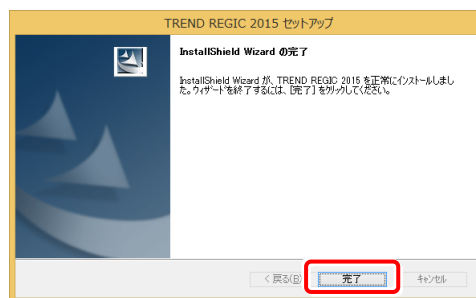 TREND REGIC 2015 セットアップ
InstallShield Wizard の完了
InstallShield Wizard が、TREND REGIC 2015 を正常にインストールしまし
た。ウィザードを終了するには、[完了] をクリックしてください。
< 戻る(B)
完了
キャンセル